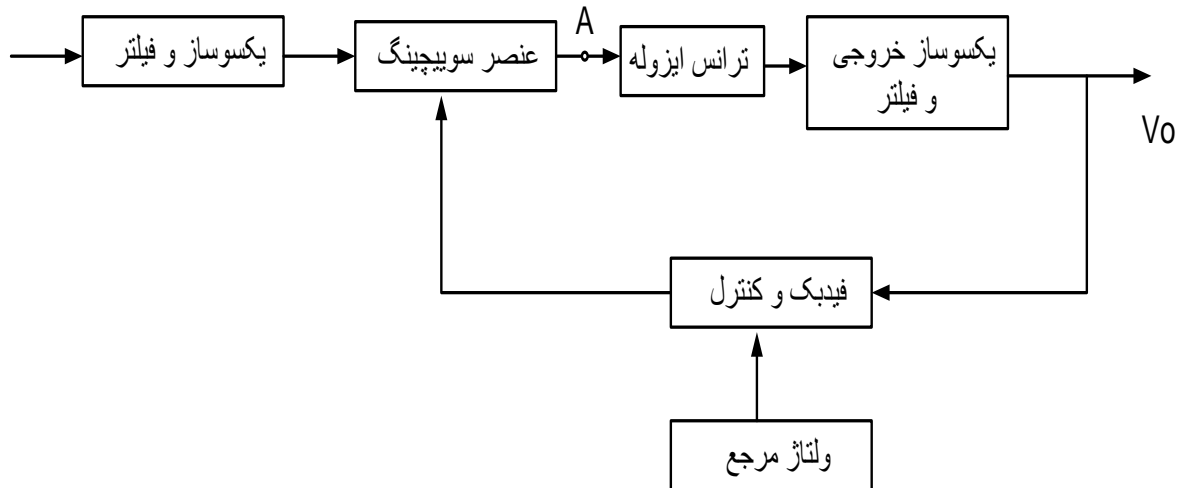 یکسوساز و فیلتر
عنصر سوییچینگ
A
ترانس ایزوله
یکسوساز خروجی
و فیلتر
Vo
فیدبک و کنترل
ولتاژ مرجع